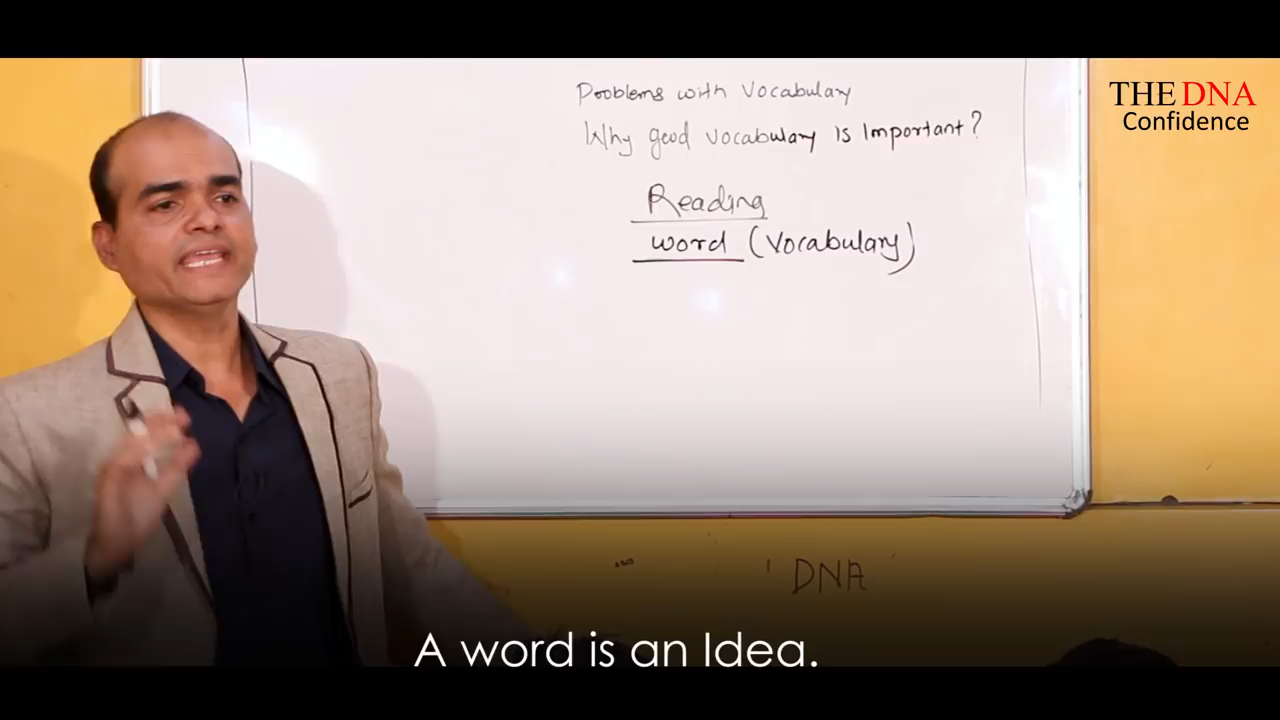 Problems with Vocabulary
Why good vocabulary is Important?
Reading
word (Vocabulary)
THE DNA
Confidence
DNA
A word is an Idea.